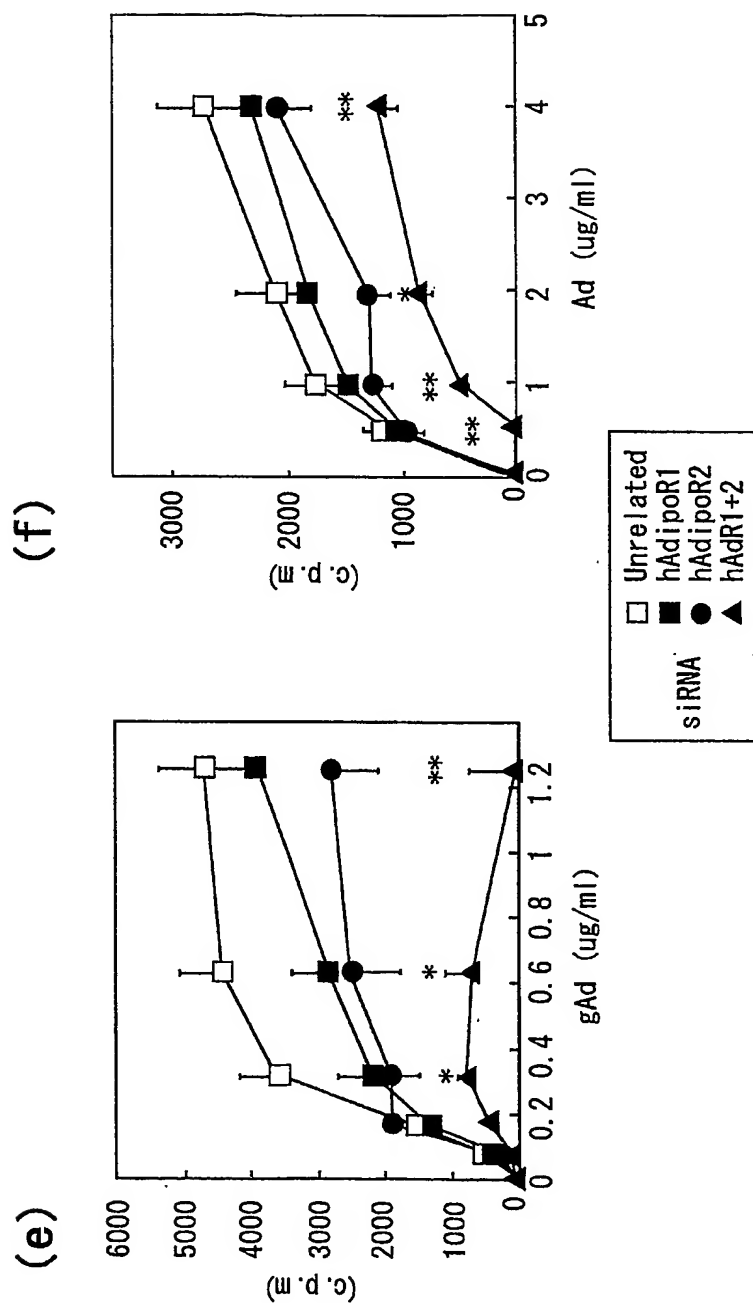 (e)
(c.p.m)
6000
5000
4000
3000
2000
1000
0
* * **
0 0.2 0.4 0.6 0.8 1 1.2
gAd (ug/ml)
(f)
(c.p.m)
3000
2000
1000
0
** ** * **
0 1 2 3 4 5
Ad (ug/ml)
siRNA
Unrelated
hAdipoR1
hAdipoR2
hAdR1+2